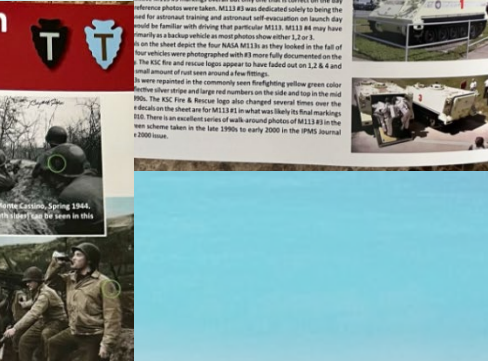 n
T T
reference photos were taken. M113 #3 was dedicated solely to being the
used for astronaut training and astronaut self-evacuation on launch day
would be familiar with driving that particular M113. M113 #4 may have
primarily as a backup vehicle as most photos show either 1,2 or 3.
on the sheet depict the four NASA M113s as they looked in the fall of
four vehicles were photographed with #3 more fully documented on the
The KSC fire and rescue logos appear to have faded out on 1,2 & 4 and
small amount of rust seen around a few fittings.
were repainted in the commonly seen firefighting yellow green color
reflective silver stripe and large red numbers on the side and top in the mid
The KSC Fire & Rescue logo also changed several times over the
decals on the sheet are for M113 #1 in what was likely its final markings
There is an excellent series of walk-around photos of M113 #3 in the
green scheme taken in the late 1990s to early 2000 in the IPMS Journal
2000 issue.
Monte Cassino, Spring 1944.
can be seen in this